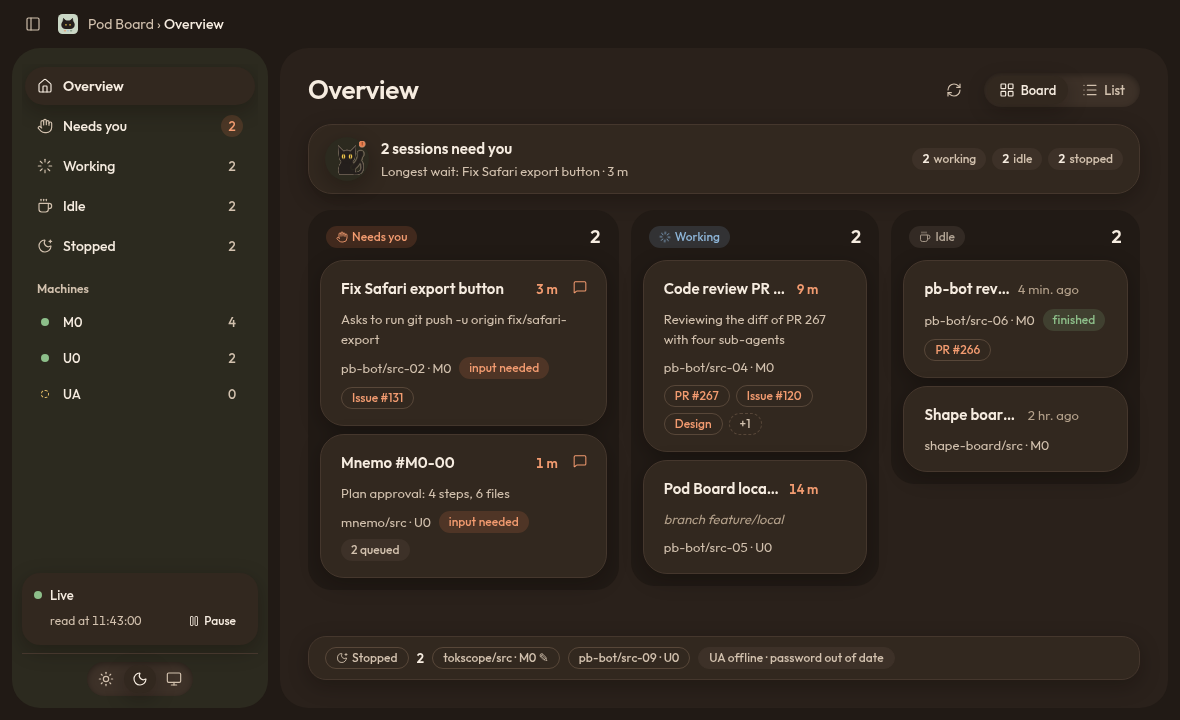 Pod Board › Overview
Overview
Needs you 2
Working 2
Idle 2
Stopped 2
Machines
M0 4
U0 2
UA 0
Live
read at 11:43:00 Pause
Overview
Board List
2 sessions need you
Longest wait: Fix Safari export button · 3 m
2 working 2 idle 2 stopped
Needs you 2
Fix Safari export button 3 m
Asks to run git push -u origin fix/safari-
export
pb-bot/src-02 · M0 input needed
Issue #131
Mnemo #M0-00 1 m
Plan approval: 4 steps, 6 files
mnemo/src · U0 input needed
2 queued
Working 2
Code review PR ... 9 m
Reviewing the diff of PR 267
with four sub-agents
pb-bot/src-04 · M0
PR #267 Issue #120
Design +1
Pod Board loca... 14 m
branch feature/local
pb-bot/src-05 · U0
Idle 2
pb-bot rev... 4 min. ago
pb-bot/src-06 · M0 finished
PR #266
Shape boar... 2 hr. ago
shape-board/src · M0
Stopped 2 tokscope/src · M0 ✎ pb-bot/src-09 · U0 UA offline · password out of date